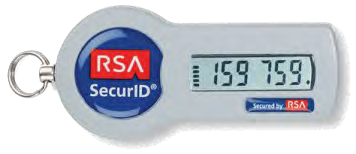 RSA
SecurID®
159 759.
Secured by RSA